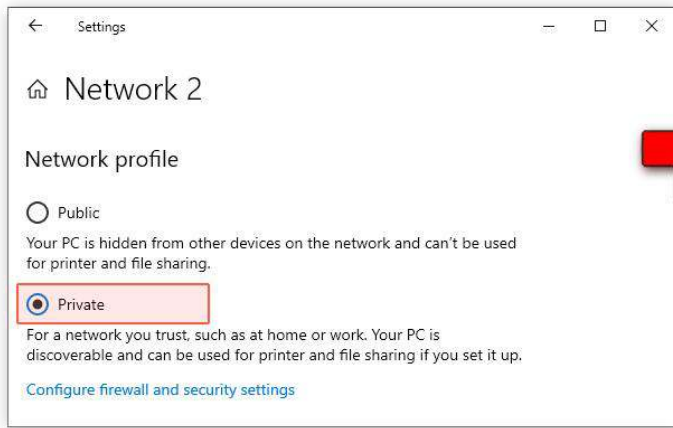 Settings
Network 2
Network profile
Public
Your PC is hidden from other devices on the network and can't be used
for printer and file sharing.
Private
For a network you trust, such as at home or work. Your PC is
discoverable and can be used for printer and file sharing if you set it up.
Configure firewall and security settings